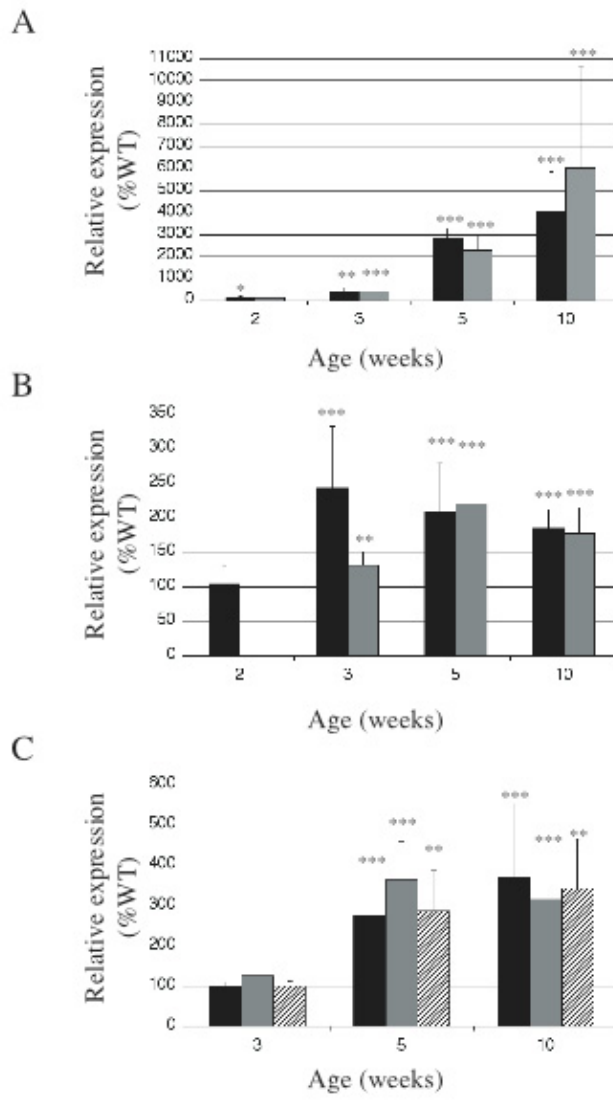 A
Relative expression
(%WT)
11000
10000
9000
8000
7000
6000
5000
4000
3000
2000
1000
0
***
***
*** ***
** ***
*
2 3 5 10
Age (weeks)
B
Relative expression
(%WT)
350
300
250
200
150
100
50
0
***
*** ***
*** ***
**
2 3 5 10
Age (weeks)
C
Relative expression
(%WT)
600
500
400
300
200
100
0
***
***
*** **
*** **
3 5 10
Age (weeks)